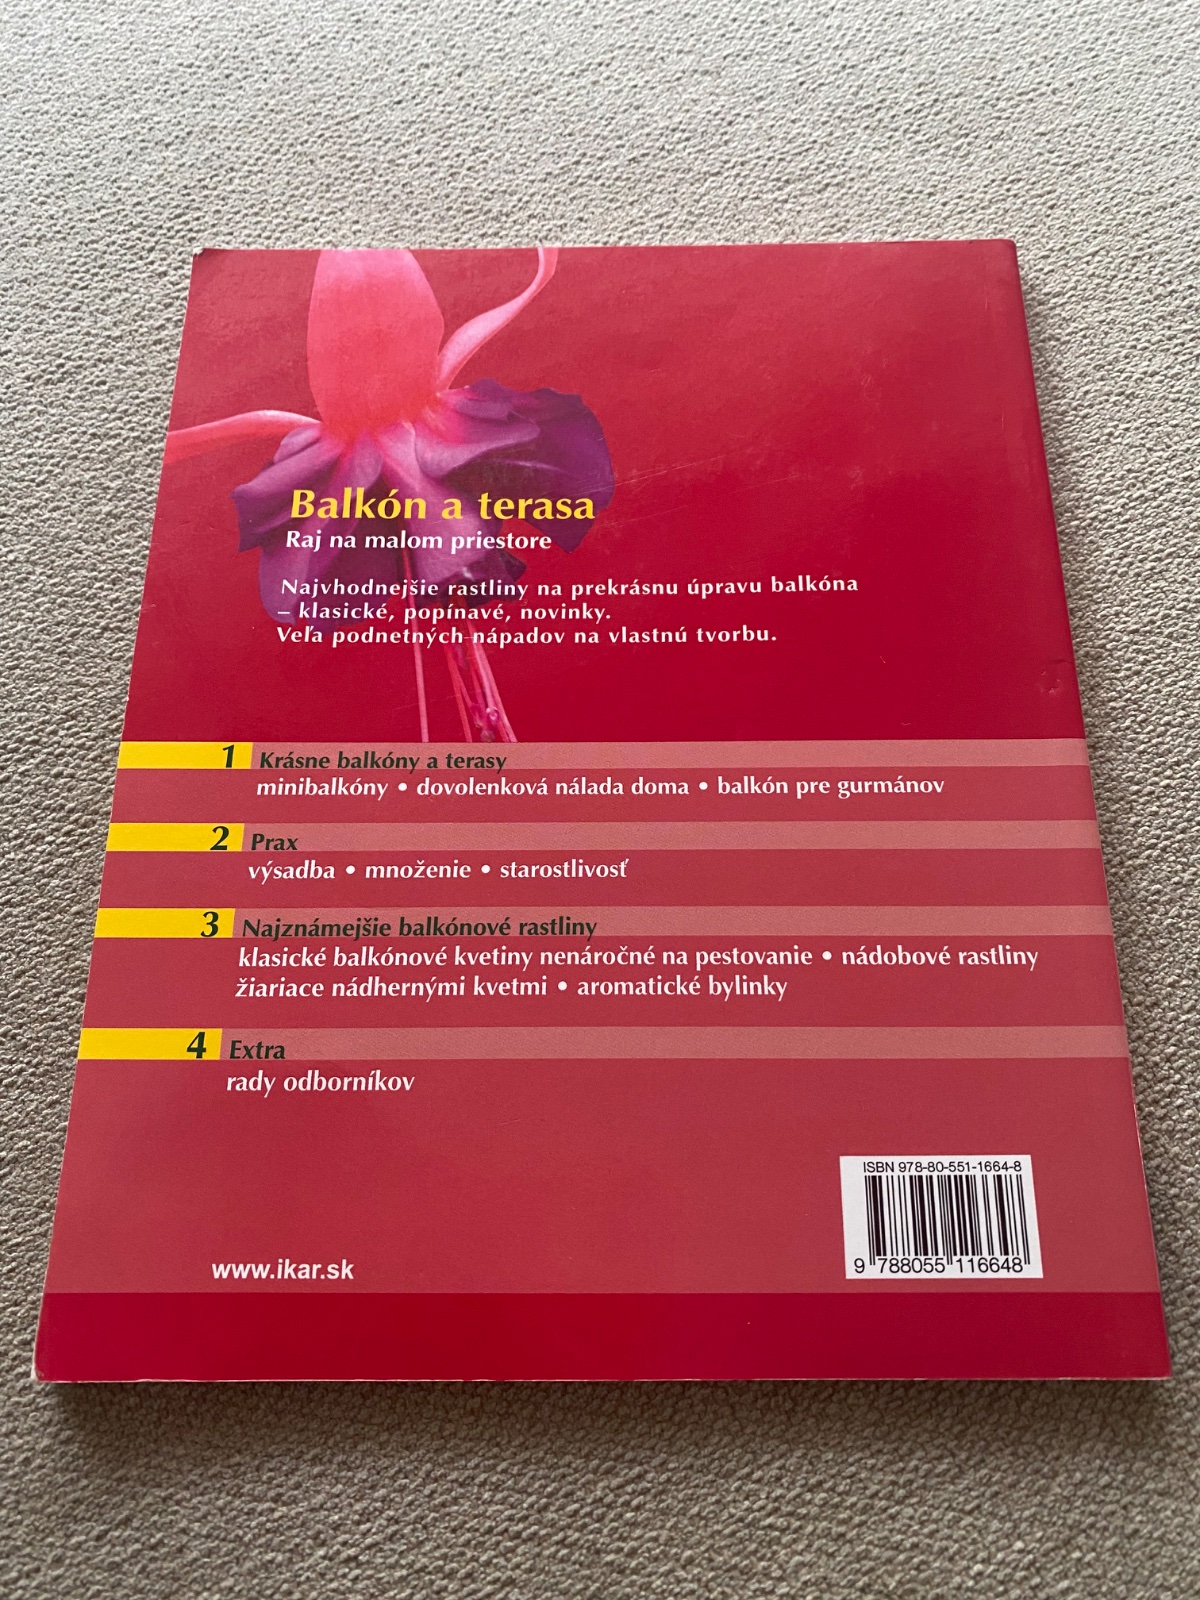 Balkón a terasa
Raj na malom priestore
Najvhodnejšie rastliny na prekrásnu úpravu balkóna
– klasické, popínavé, novinky.
Veľa podnetných nápadov na vlastnú tvorbu.
1 Krásne balkóny a terasy
minibalkóny • dovolenková nálada doma • balkón pre gurmánov
2 Prax
výsadba • množenie • starostlivosť
3 Najznámejšie balkónové rastliny
klasické balkónové kvetiny nenáročné na pestovanie • nádobové rastliny
žiariace nádhernými kvetmi • aromatické bylinky
4 Extra
rady odborníkov
ISBN 978-80-551-1664-8
9 788055 116648
www.ikar.sk